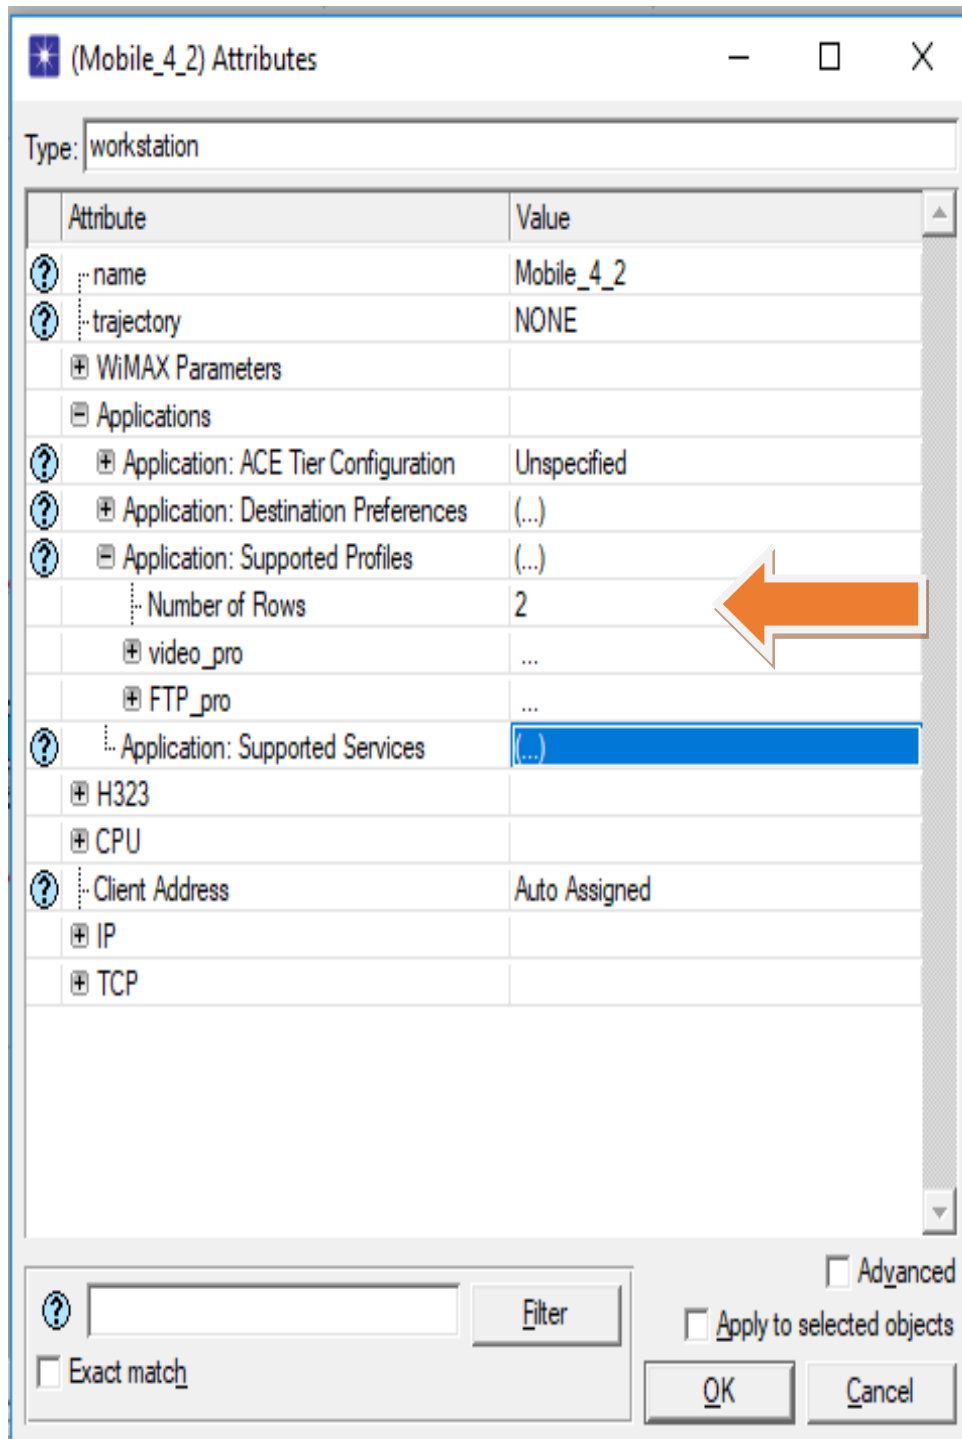 (Mobile_4_2) Attributes
Type: workstation
Attribute Value
name Mobile_4_2
trajectory NONE
WiMAX Parameters
Applications
Application: ACE Tier Configuration Unspecified
Application: Destination Preferences (...)
Application: Supported Profiles (...)
Number of Rows 2
video_pro ...
FTP_pro ...
Application: Supported Services (...)
H323
CPU
Client Address Auto Assigned
IP
TCP
Advanced
Filter
Apply to selected objects
Exact match
OK Cancel